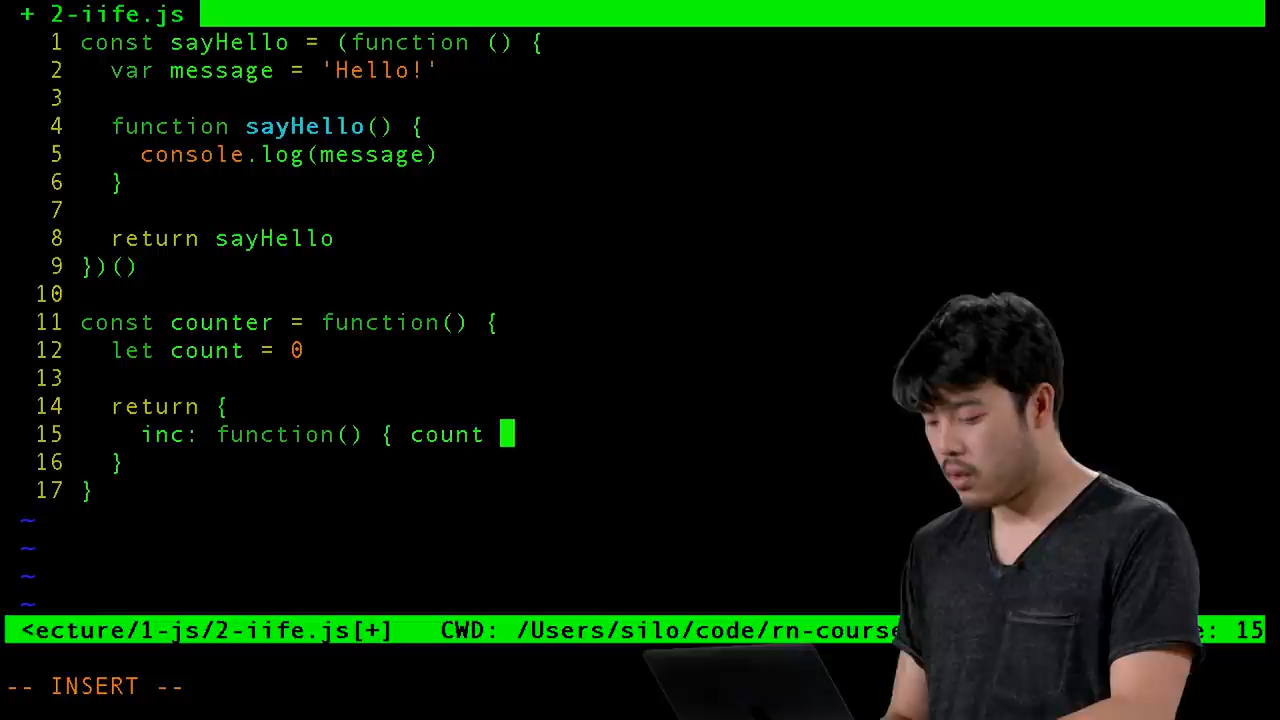 + 2-iife.js
1 const sayHello = (function () {
2   var message = 'Hello!'
3
4   function sayHello() {
5     console.log(message)
6   }
7
8   return sayHello
9 })()
10
11 const counter = function() {
12   let count = 0
13
14   return {
15     inc: function() { count
16   }
17 }
~
~
~
~
<ecture/1-js/2-iife.js[+]   CWD: /Users/silo/code/rn-course : 15
-- INSERT --